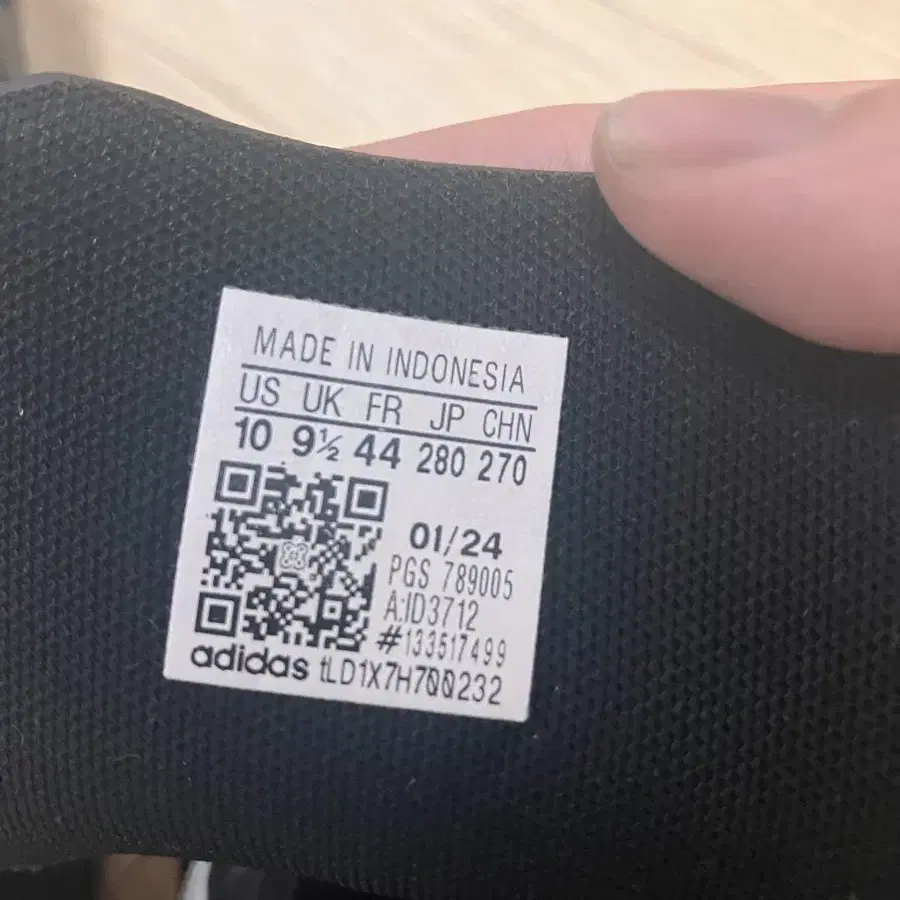 MADE IN INDONESIA
US UK FR JP CHN
10 9½ 44 280 270
01/24
PGS 789005
A:ID3712
#133517499
adidas tLD1X7H700232